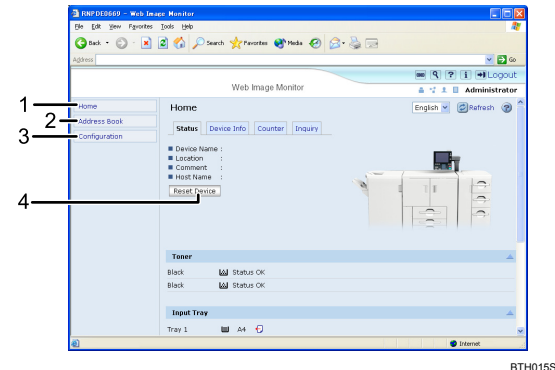 RNPDE0669 - Web Image Monitor
File Edit View Favorites Tools Help
Back Search Favorites Media
Address Go
Logout
Web Image Monitor Administrator
1 Home
2 Address Book
3 Configuration
Home English Refresh
Status Device Info Counter Inquiry
Device Name :
Location :
Comment :
Host Name :
4 Reset Device
Toner
Black Status OK
Black Status OK
Input Tray
Tray 1 A4
Internet
BTH015S